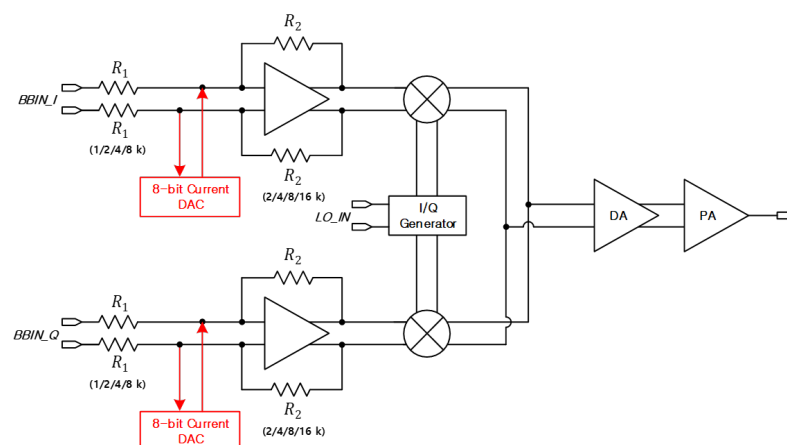 R₁
R₂
BBIN_I
R₁
(1/2/4/8 k)
R₂
(2/4/8/16 k)
8-bit Current
DAC
LO_IN
I/Q
Generator
DA
PA
R₁
R₂
BBIN_Q
R₁
(1/2/4/8 k)
R₂
(2/4/8/16 k)
8-bit Current
DAC